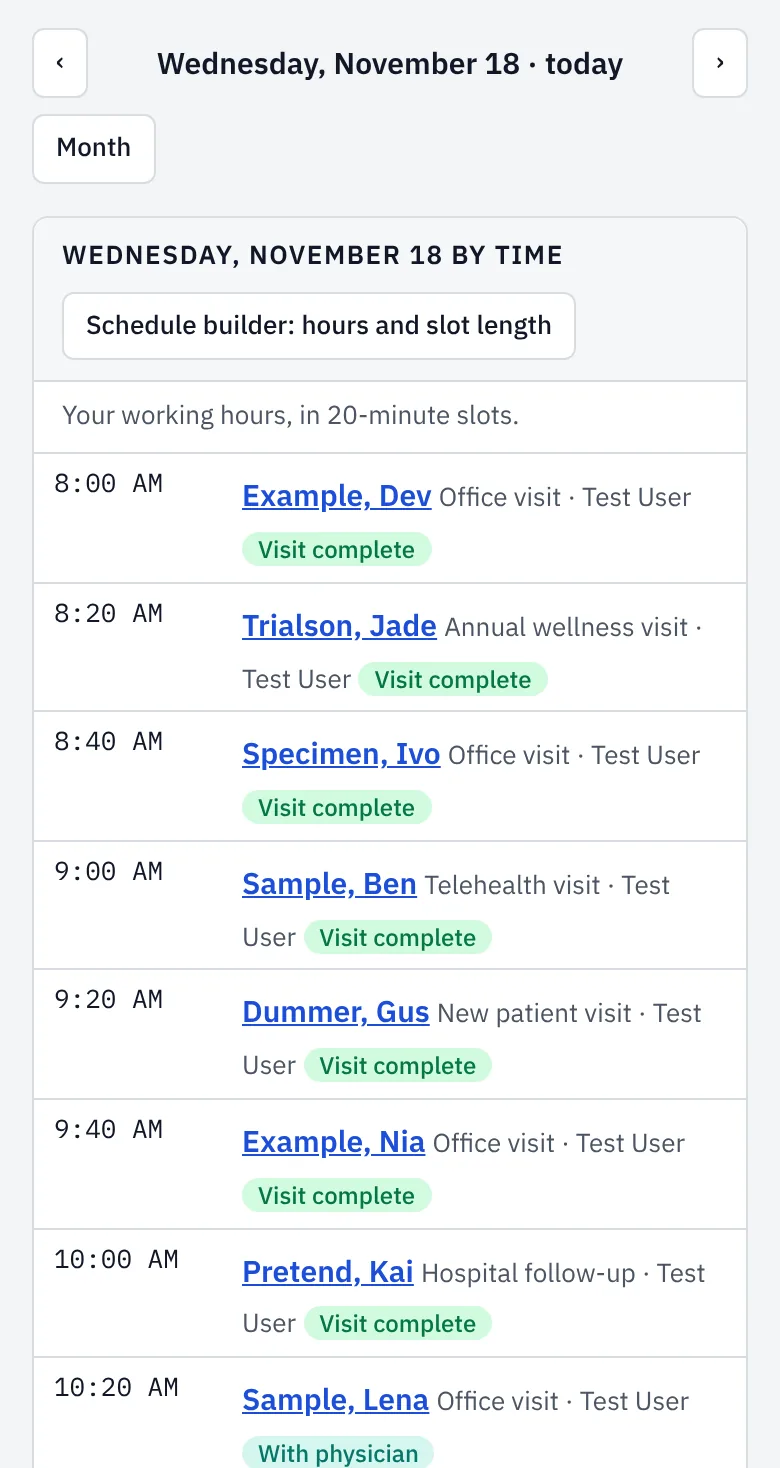 ‹
Wednesday, November 18 · today
›
Month
WEDNESDAY, NOVEMBER 18 BY TIME
Schedule builder: hours and slot length
Your working hours, in 20-minute slots.
8:00 AM
Example, Dev Office visit · Test User
Visit complete
8:20 AM
Trialson, Jade Annual wellness visit ·
Test User Visit complete
8:40 AM
Specimen, Ivo Office visit · Test User
Visit complete
9:00 AM
Sample, Ben Telehealth visit · Test
User Visit complete
9:20 AM
Dummer, Gus New patient visit · Test
User Visit complete
9:40 AM
Example, Nia Office visit · Test User
Visit complete
10:00 AM
Pretend, Kai Hospital follow-up · Test
User Visit complete
10:20 AM
Sample, Lena Office visit · Test User
With physician